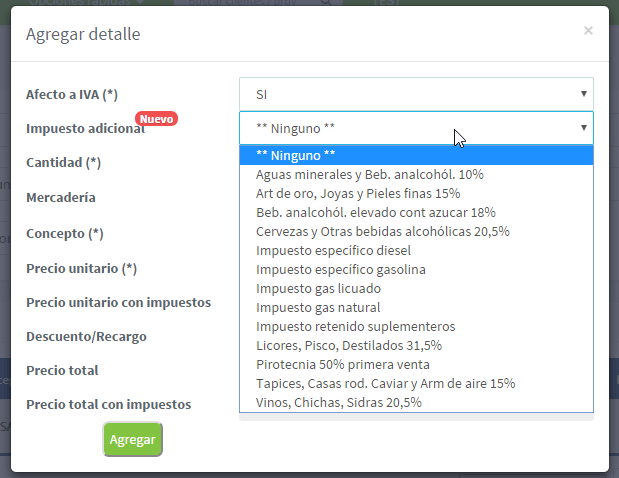 Opciones rápidas
Agregar detalle
×
Afecto a IVA (*)
SI
Impuesto adicional
Nuevo
** Ninguno **
** Ninguno **
Aguas minerales y Beb. analcohól. 10%
Art de oro, Joyas y Pieles finas 15%
Beb. analcohól. elevado cont azucar 18%
Cervezas y Otras bebidas alcohólicas 20,5%
Impuesto específico diesel
Impuesto específico gasolina
Impuesto gas licuado
Impuesto gas natural
Impuesto retenido suplementeros
Licores, Pisco, Destilados 31,5%
Pirotecnia 50% primera venta
Tapices, Casas rod. Caviar y Arm de aire 15%
Vinos, Chichas, Sidras 20,5%
Cantidad (*)
Mercadería
Concepto (*)
Precio unitario (*)
Precio unitario con impuestos
Descuento/Recargo
Precio total
Precio total con impuestos
Agregar